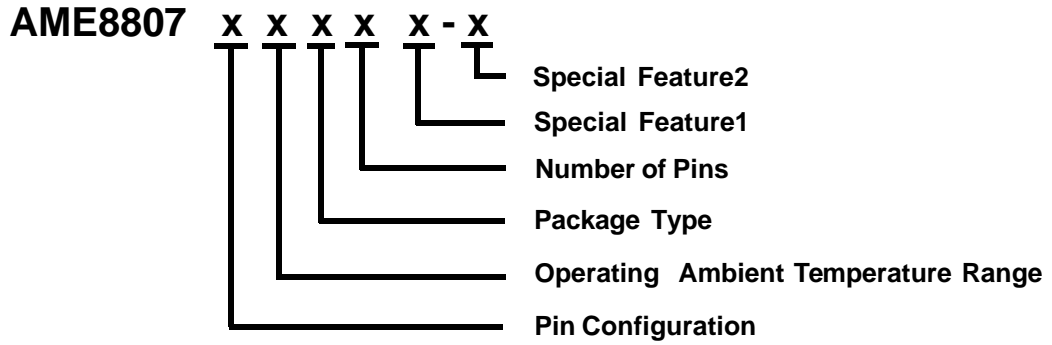 AME8807 x x x x x - x
Special Feature2
Special Feature1
Number of Pins
Package Type
Operating Ambient Temperature Range
Pin Configuration